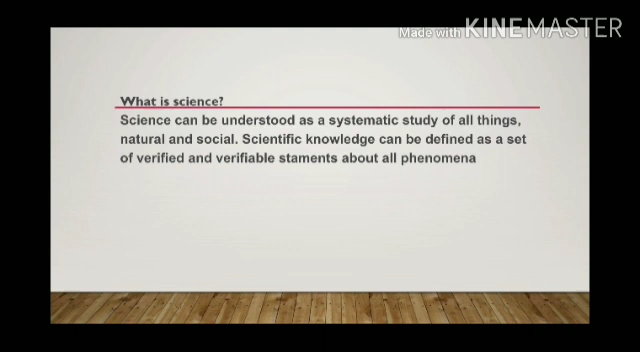 Made with KINEMASTER
What is science?
Science can be understood as a systematic study of all things,
natural and social. Scientific knowledge can be defined as a set
of verified and verifiable staments about all phenomena